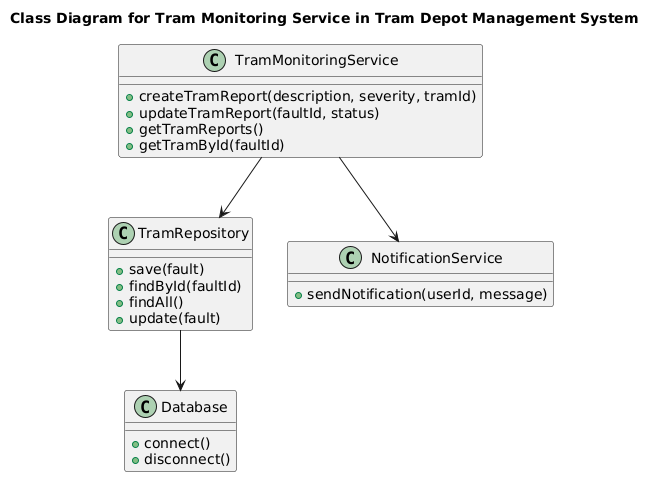 Class Diagram for Tram Monitoring Service in Tram Depot Management System
C TramMonitoringService
createTramReport(description, severity, tramId)
updateTramReport(faultId, status)
getTramReports()
getTramById(faultId)
C TramRepository
save(fault)
findById(faultId)
findAll()
update(fault)
C NotificationService
sendNotification(userId, message)
C Database
connect()
disconnect()